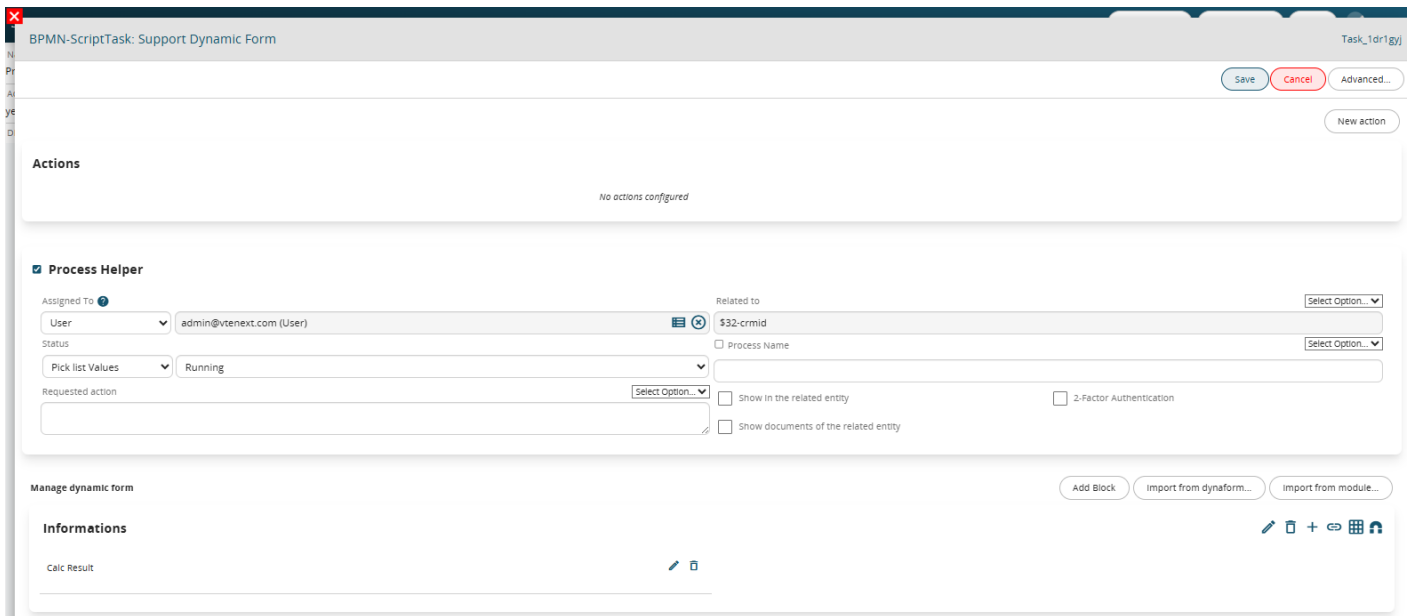 BPMN-ScriptTask: Support Dynamic Form
Task_1dr1gyj
Save
Cancel
Advanced...
New action
Actions
No actions configured
Process Helper
Assigned To
Related to
Select Option...
User
admin@vtenext.com (User)
$32-crmid
Status
Process Name
Select Option...
Pick list Values
Running
Requested action
Select Option...
Show in the related entity
2-Factor Authentication
Show documents of the related entity
Manage dynamic form
Add Block
Import from dynaform...
Import from module...
Informations
Calc Result